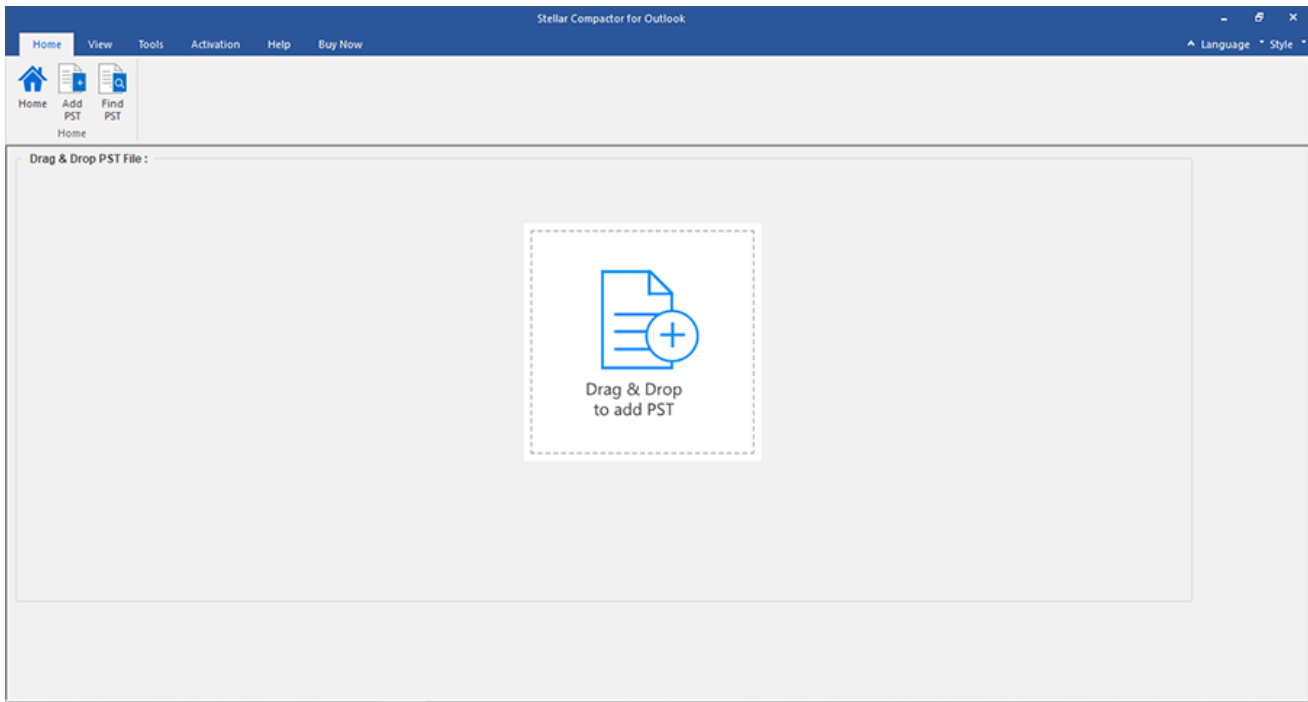 Stellar Compactor for Outlook
Home View Tools Activation Help Buy Now Language Style
Home Add PST Find PST
Home
Drag & Drop PST File :
Drag & Drop
to add PST